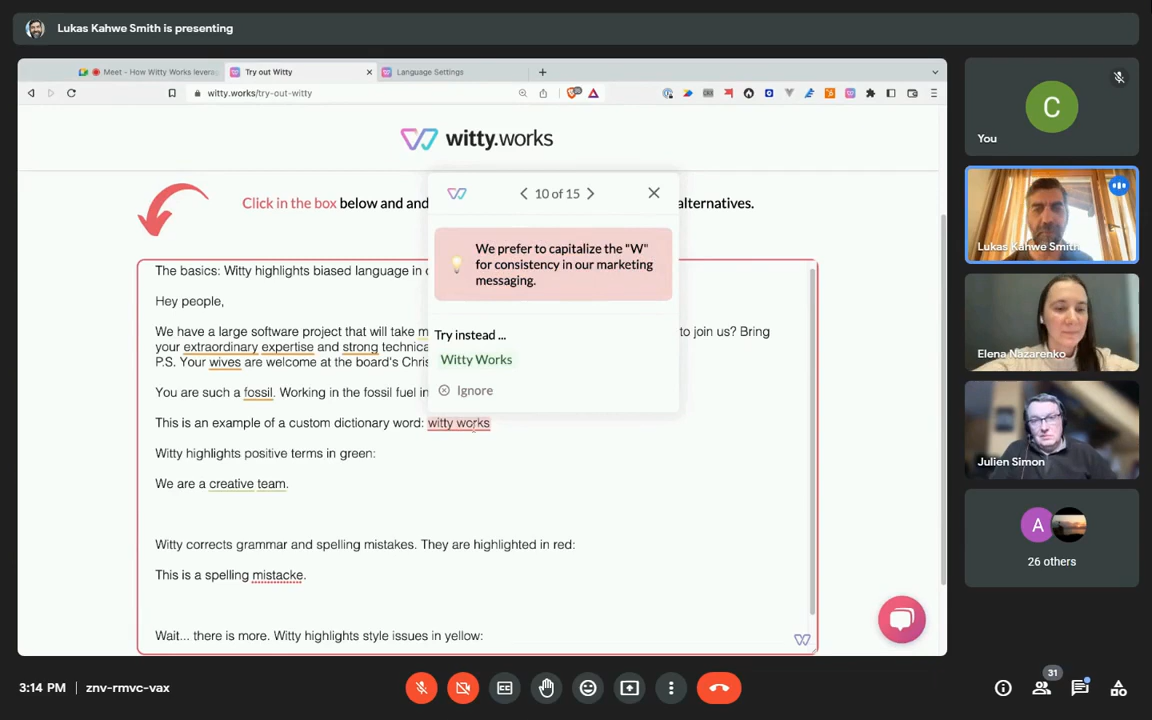 Lukas Kahwe Smith is presenting
Meet - How Witty Works leverag
Try out Witty
Language Settings
witty.works/try-out-witty
witty.works
Click in the box below and and
alternatives.
10 of 15
We prefer to capitalize the "W"
for consistency in our marketing
messaging.
Try instead ...
Witty Works
Ignore
The basics: Witty highlights biased language in c
Hey people,
We have a large software project that will take m
to join us? Bring
your extraordinary expertise and strong technica
P.S. Your wives are welcome at the board's Chris
You are such a fossil. Working in the fossil fuel in
This is an example of a custom dictionary word: witty works
Witty highlights positive terms in green:
We are a creative team.
Witty corrects grammar and spelling mistakes. They are highlighted in red:
This is a spelling mistacke.
Wait... there is more. Witty highlights style issues in yellow:
C
You
Lukas Kahwe Smith
Elena Nazarenko
Julien Simon
A
26 others
3:14 PM | znv-rmvc-vax
31